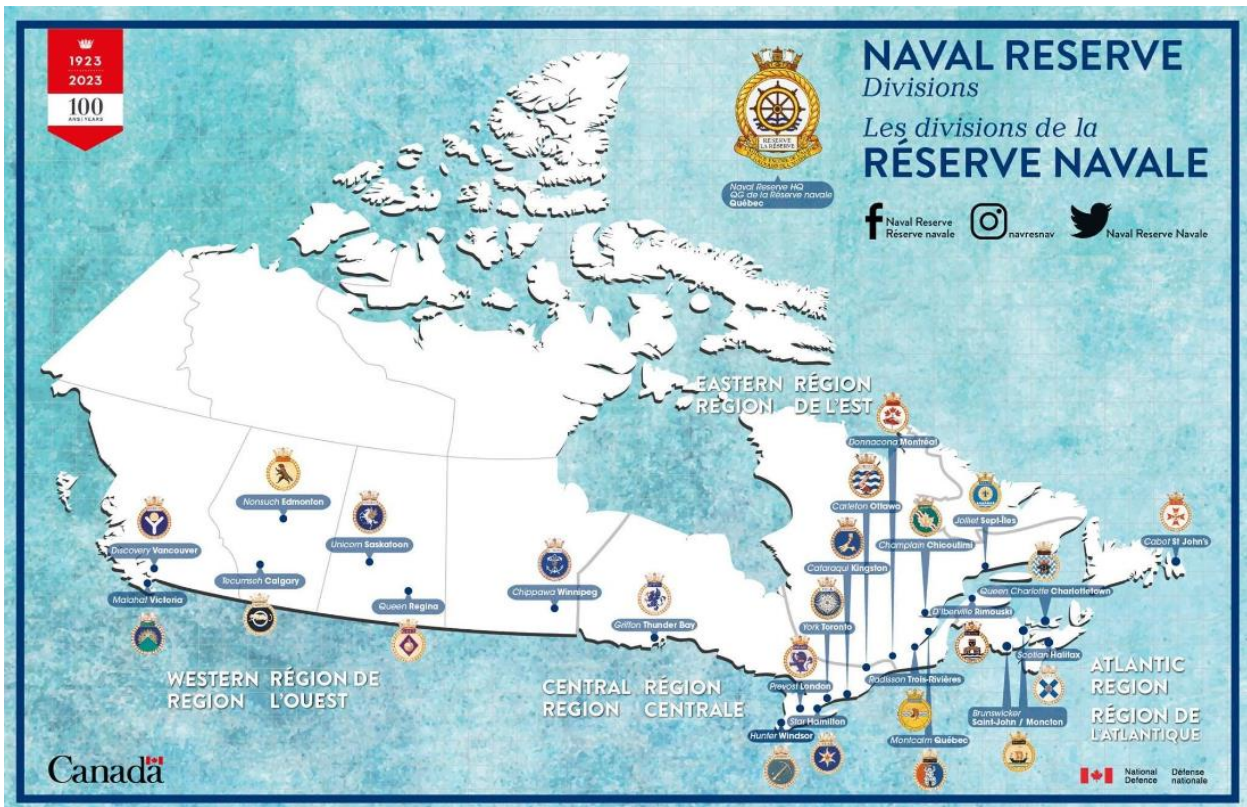 1923
2023
100
ANS | YEARS
RESERVE
LA RÉSERVE
Naval Reserve HQ
QG de la Réserve navale
Québec
NAVAL RESERVE
Divisions
Les divisions de la
RÉSERVE NAVALE
Naval Reserve
Réserve navale
navresnav
Naval Reserve Navale
EASTERN RÉGION
REGION DE L'EST
Donnacona Montréal
Nonsuch Edmonton
Carleton Ottawa
Jolliet Sept-Îles
Discovery Vancouver
Unicorn Saskatoon
Champlain Chicoutimi
Cabot St John's
Cataraqui Kingston
Tecumseh Calgary
Malahat Victoria
Queen Regina
Chippawa Winnipeg
Queen Charlotte Charlottetown
D'Iberville Rimouski
Griffon Thunder Bay
York Toronto
Scotian Halifax
WESTERN RÉGION DE
REGION L'OUEST
CENTRAL RÉGION
REGION CENTRALE
Prevost London
Radisson Trois-Rivières
ATLANTIC
REGION
RÉGION DE
L'ATLANTIQUE
Star Hamilton
Hunter Windsor
Montcalm Québec
Brunswicker
Saint-John / Moncton
Canada
National
Defence
Défense
nationale